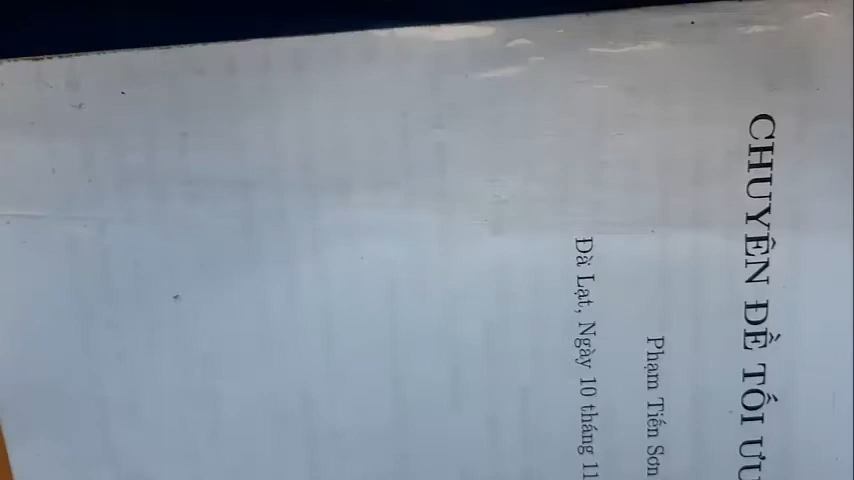 CHUYÊN ĐỀ TỐI ƯU
Phạm Tiến Sơn
Đà Lạt, Ngày 10 tháng 11